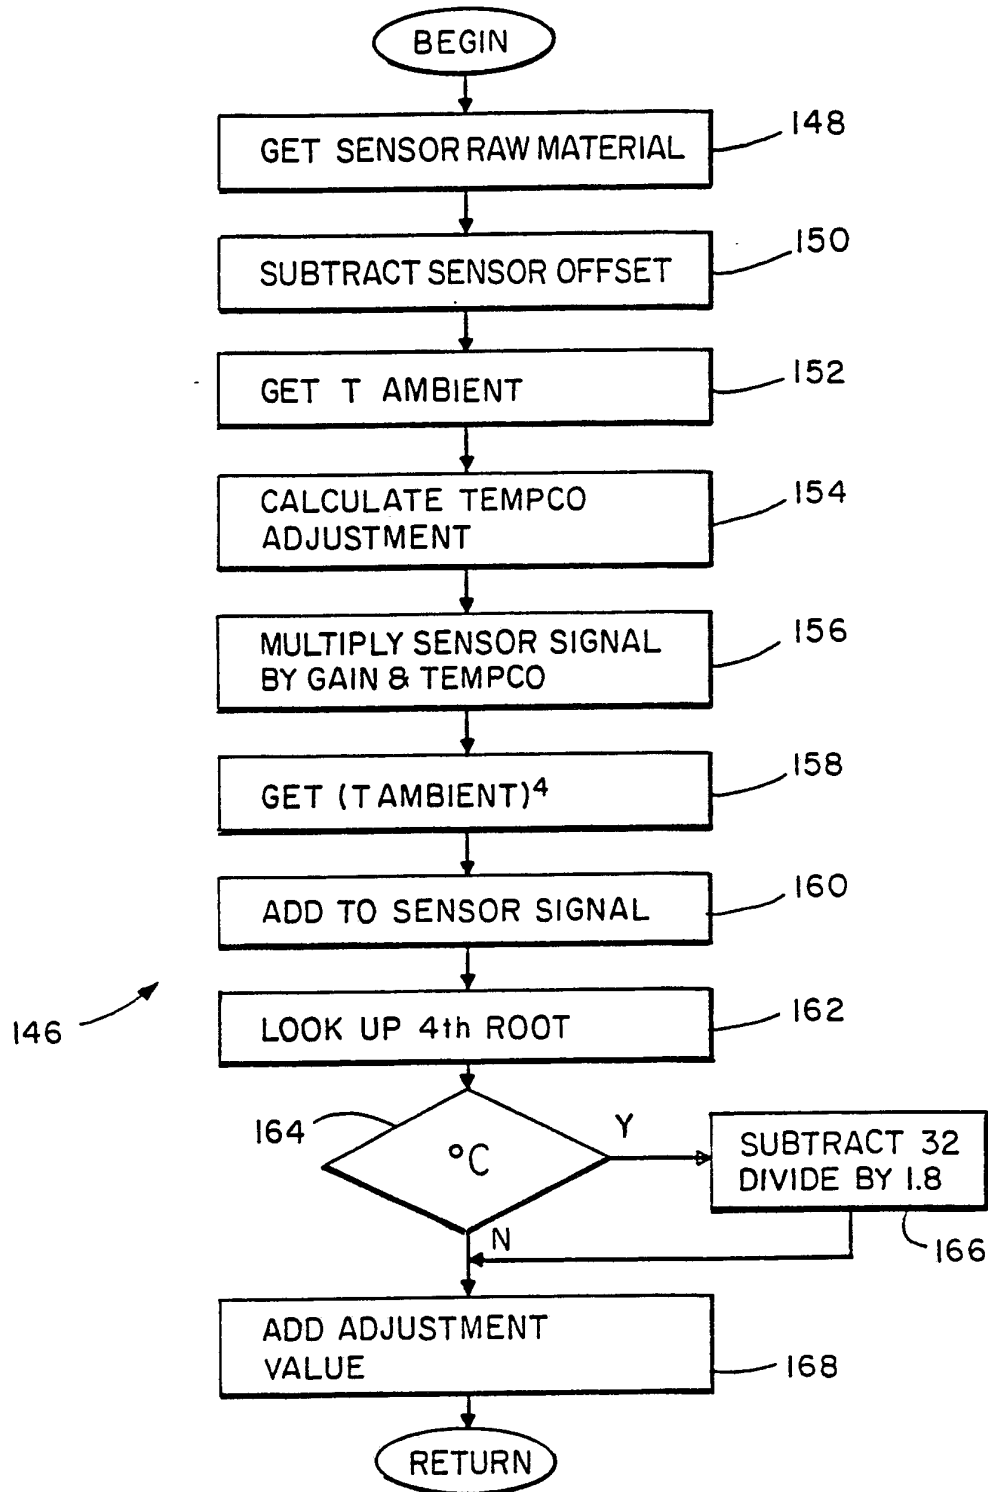 BEGIN
GET SENSOR RAW MATERIAL
148
SUBTRACT SENSOR OFFSET
150
GET T AMBIENT
152
CALCULATE TEMPCO
ADJUSTMENT
154
MULTIPLY SENSOR SIGNAL
BY GAIN & TEMPCO
156
GET (T AMBIENT)⁴
158
ADD TO SENSOR SIGNAL
160
146
LOOK UP 4th ROOT
162
164
°C
Y
SUBTRACT 32
DIVIDE BY 1.8
166
N
ADD ADJUSTMENT
VALUE
168
RETURN